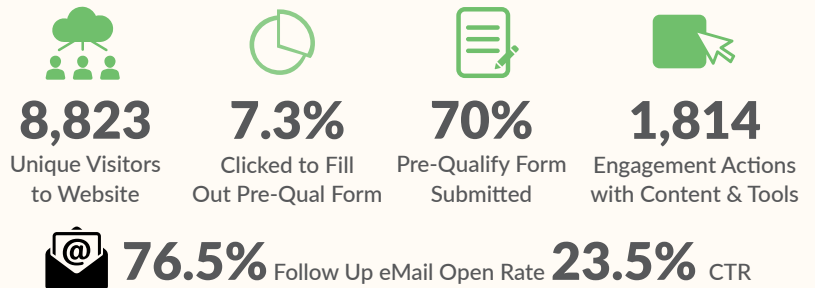 8,823
Unique Visitors
to Website
7.3%
Clicked to Fill
Out Pre-Qual Form
70%
Pre-Qualify Form
Submitted
1,814
Engagement Actions
with Content & Tools
@
76.5% Follow Up eMail Open Rate 23.5% CTR